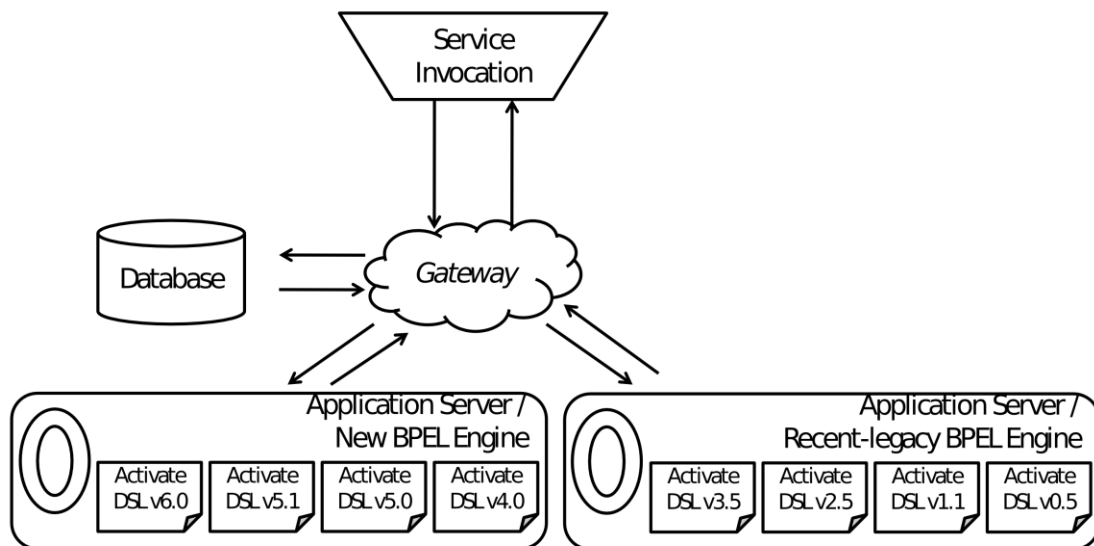 Service
Invocation
Database
Gateway
Application Server /
New BPEL Engine
Activate
DSL v6.0
Activate
DSL v5.1
Activate
DSL v5.0
Activate
DSL v4.0
Application Server /
Recent-legacy BPEL Engine
Activate
DSL v3.5
Activate
DSL v2.5
Activate
DSL v1.1
Activate
DSL v0.5